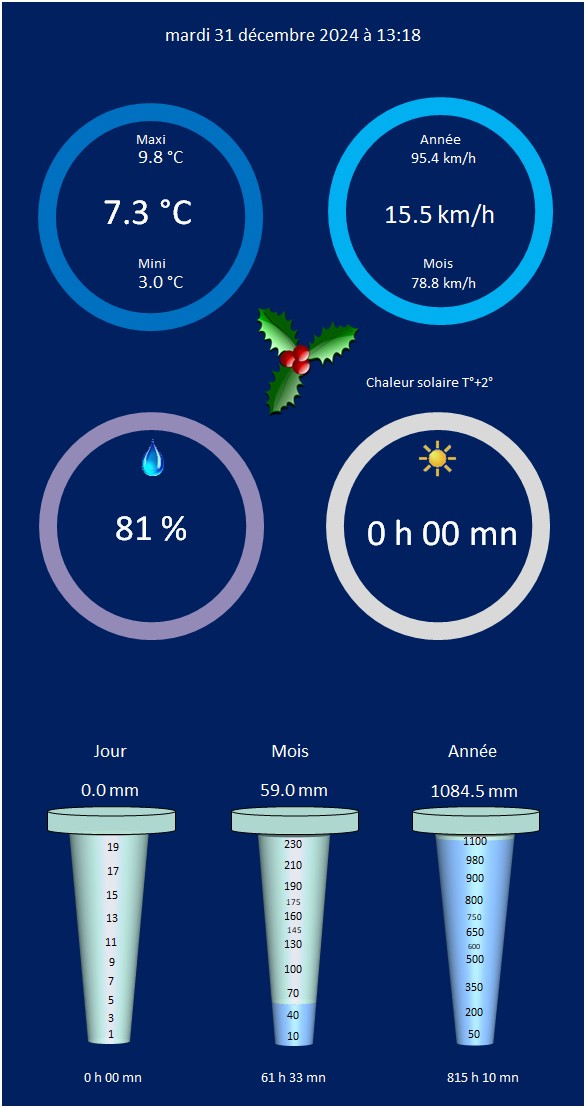 mardi 31 décembre 2024 à 13:18
Maxi
9.8 °C
7.3 °C
Mini
3.0 °C
Année
95.4 km/h
15.5 km/h
Mois
78.8 km/h
Chaleur solaire T°+2°
81 %
0 h 00 mn
Jour
0.0 mm
19
17
15
13
11
9
7
5
3
1
0 h 00 mn
Mois
59.0 mm
230
210
190
175
160
145
130
100
70
40
10
61 h 33 mn
Année
1084.5 mm
1100
980
900
800
750
650
600
500
350
200
50
815 h 10 mn